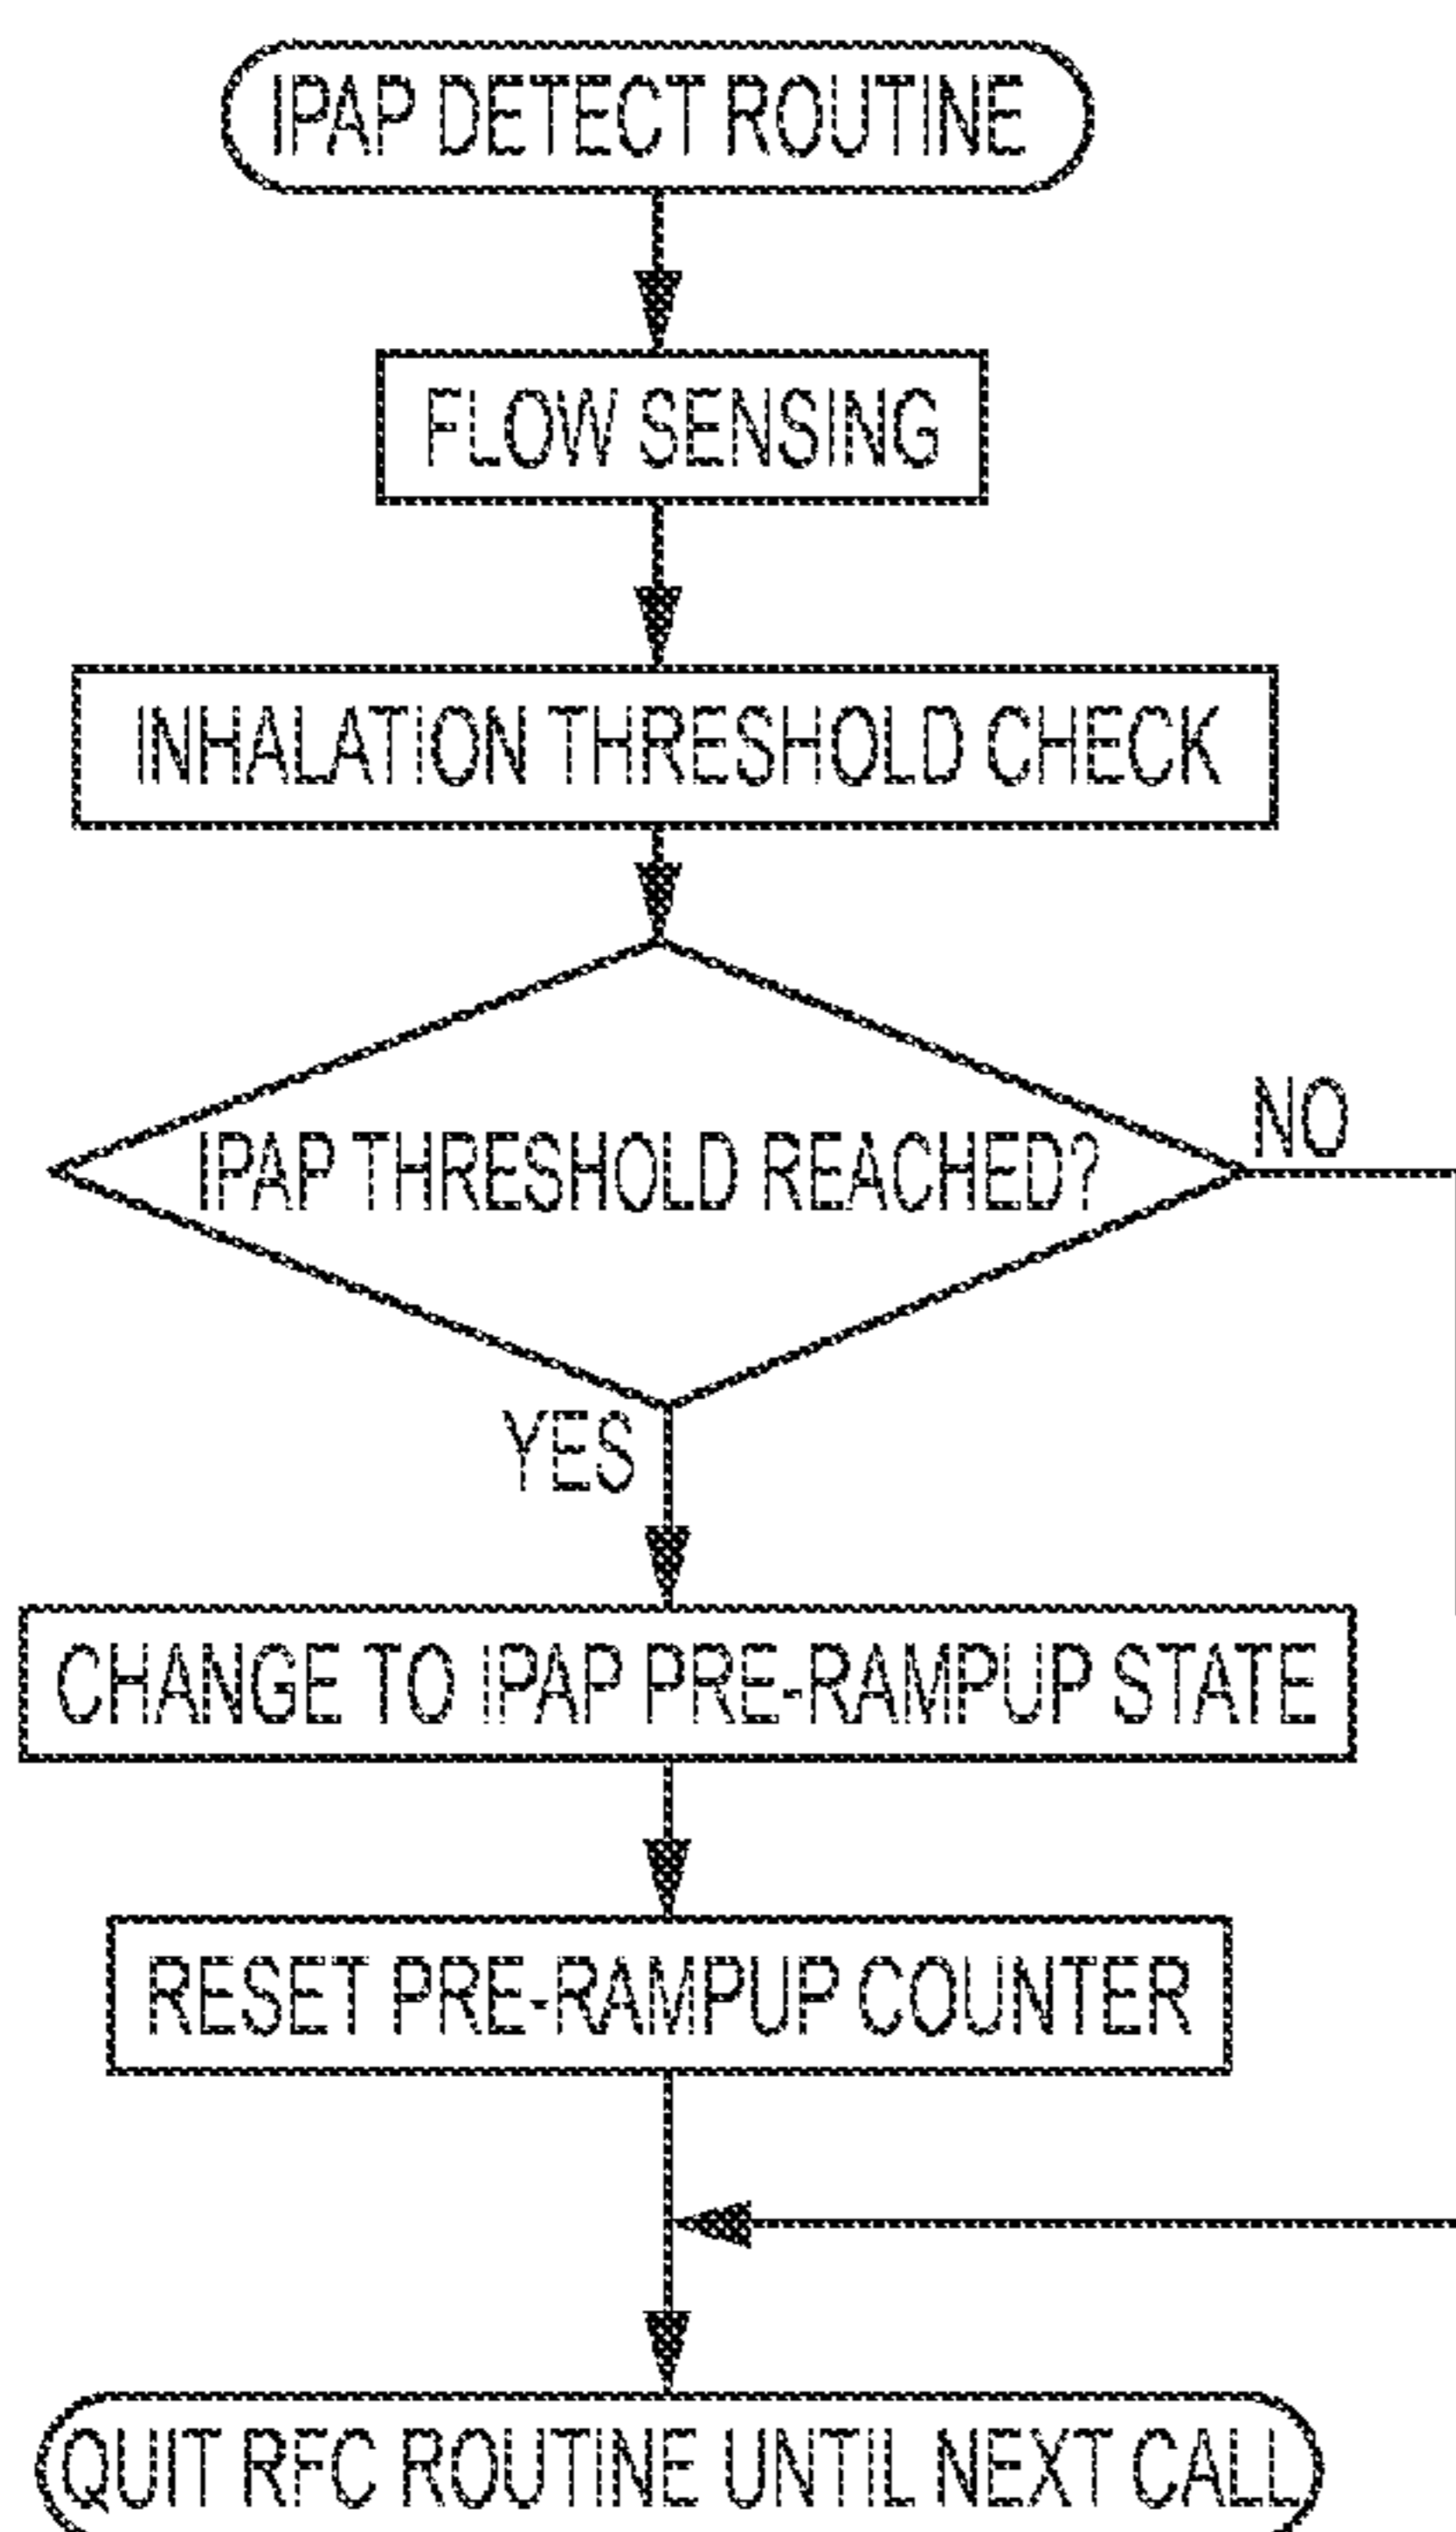 IPAP DETECT ROUTINE
FLOW SENSING
INHALATION THRESHOLD CHECK
IPAP THRESHOLD REACHED?
NO
YES
CHANGE TO IPAP PRE-RAMPUP STATE
RESET PRE-RAMPUP COUNTER
QUIT RFC ROUTINE UNTIL NEXT CALL